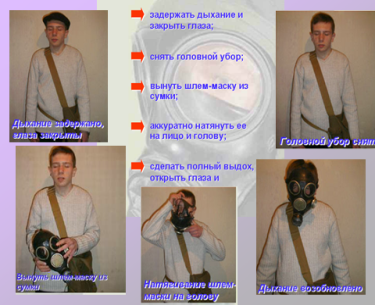 задержать дыхание и
закрыть глаза;
снять головной убор;
вынуть шлем-маску из
сумки;
аккуратно натянуть ее
на лицо и голову;
сделать полный выдох,
открыть глаза и
Дыхание задержано,
глаза закрыты
Головной убор снят
Вынуть шлем-маску из
сумки
Натягивание шлем-
маски на голову
Дыхание возобновлено